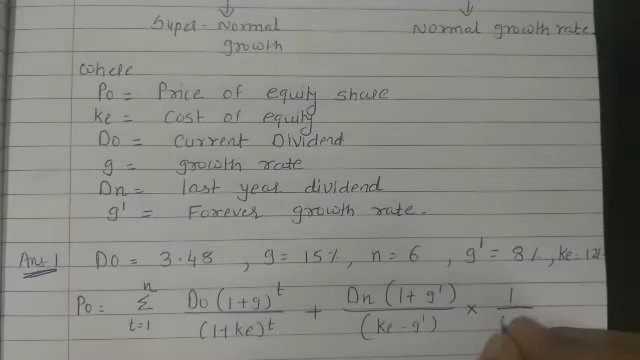 ↓ ↓
Super-Normal growth Normal growth rate
where
Po = Price of equity share
ke = Cost of equity
Do = Current Dividend
g = growth rate
Dn = last year dividend
g' = Forever growth rate.
Ans.1 Do = 3.48 , g = 15% , n = 6 , g' = 8% , ke = 12%
Po = n Σ t=1 Do (1+g)^t / (1+ke)^t + Dn (1+g') / (ke-g') × 1 /